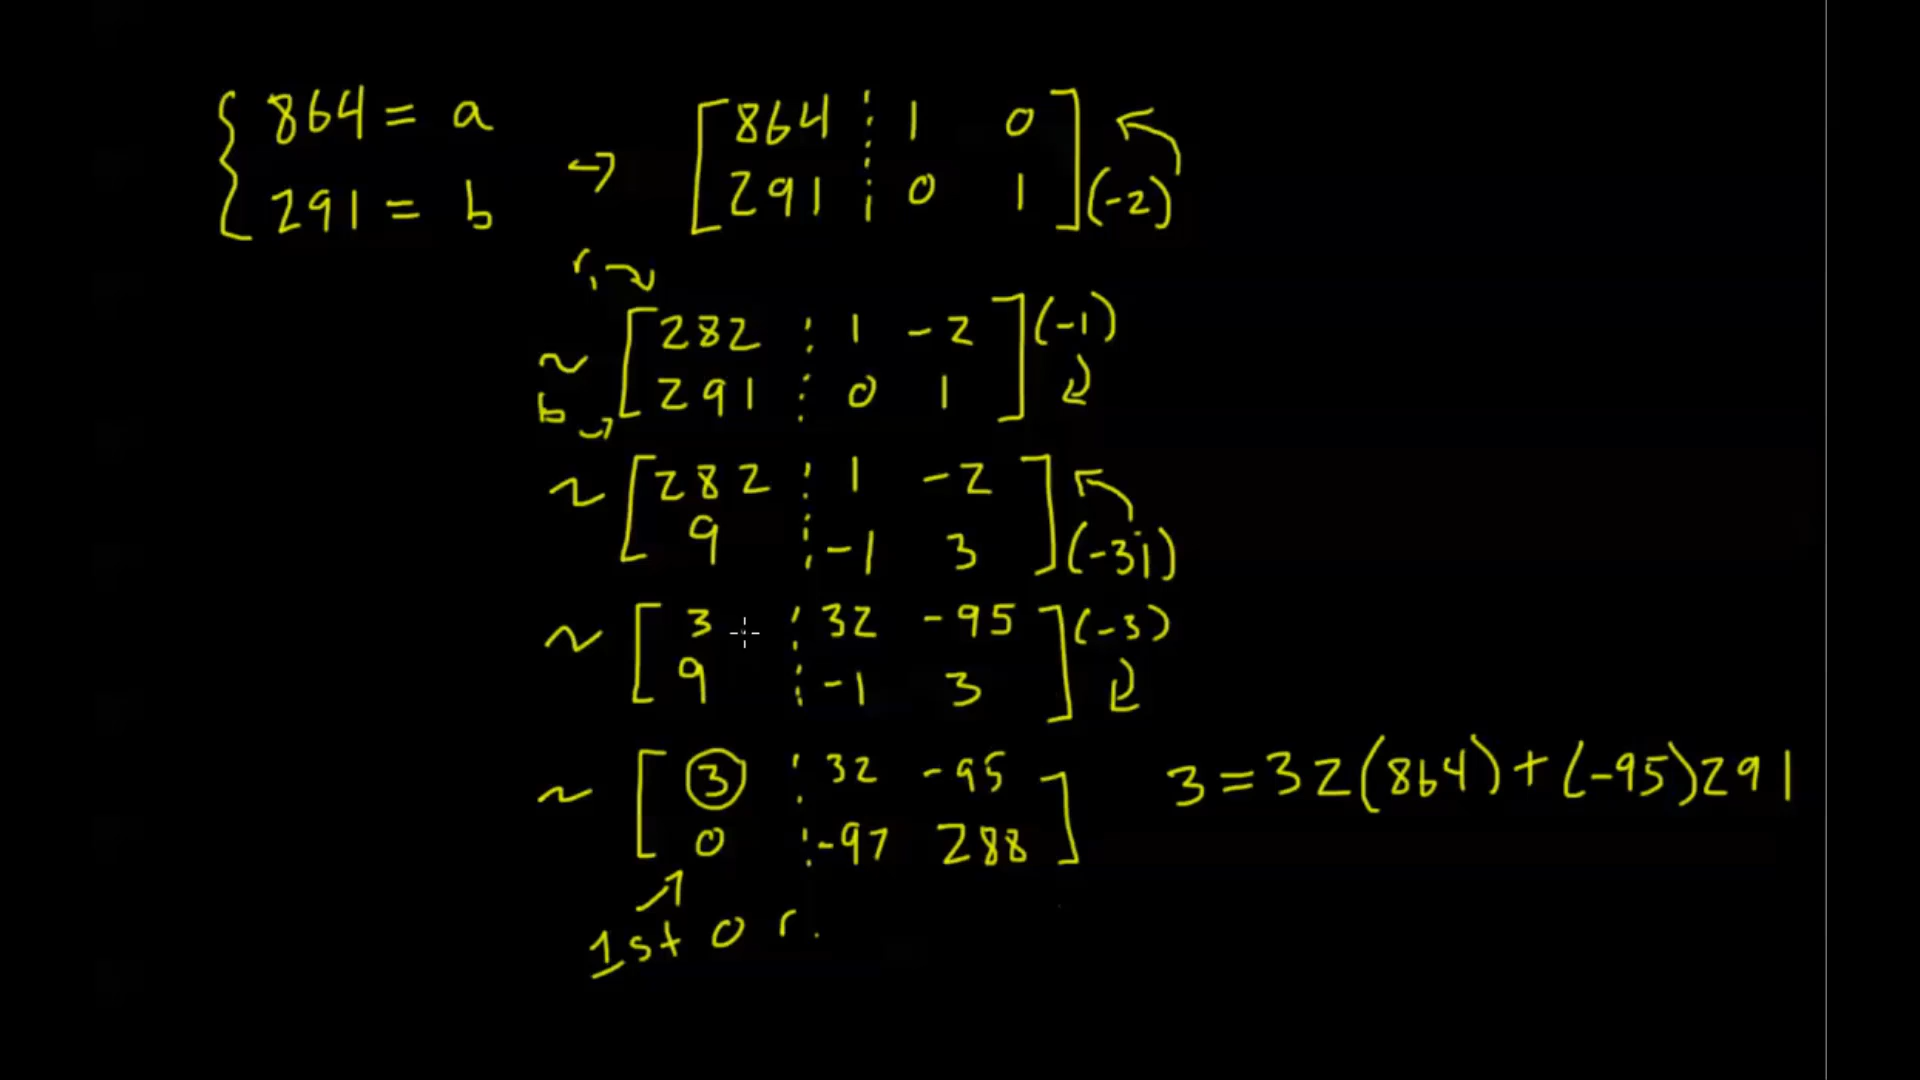 864 = a → [864 ⋮ 1 0]
291 = b [291 ⋮ 0 1] (-2)
r₁
~ [282 ⋮ 1 -2] (-1)
b [291 ⋮ 0 1]
~ [282 ⋮ 1 -2]
[9 ⋮ -1 3] (-31)
~ [3 ⋮ 32 -95] (-3)
[9 ⋮ -1 3]
~ [3 ⋮ 32 -95] 3 = 32(864) + (-95)291
[0 ⋮ -97 288]
1st 0 r.